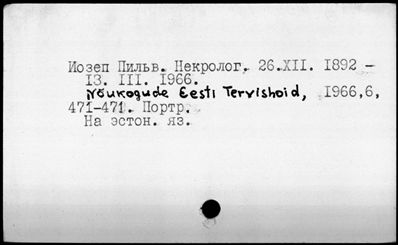 Иозеп Пильв. Некролог. 26.XII. 1892 -
13. III. 1966.
Nõukogude Eesti Tervishoid, 1966,6,
471-471. Портр.
На эстон. яз.